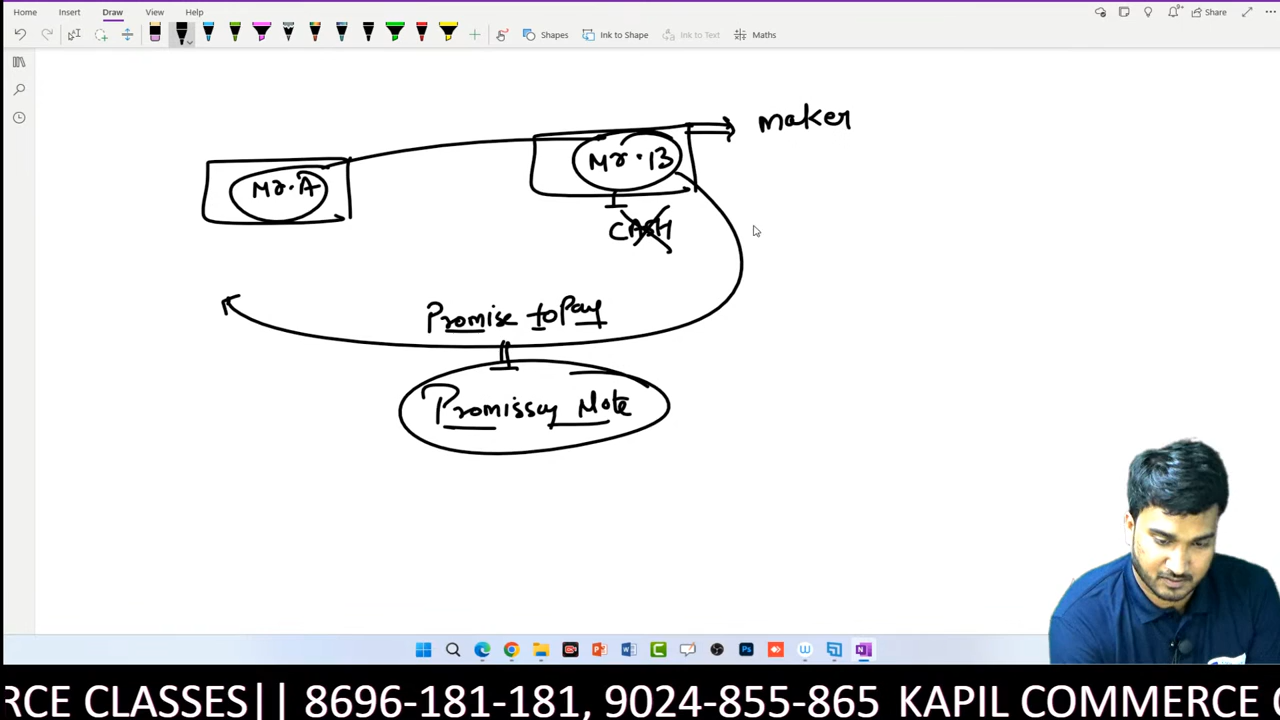 Home Insert Draw View Help Share
Shapes Ink to Shape Ink to Text Maths
maker
Mr. A
Mr. B
CASH
Promise to Pay
Promissoy Note
RCE CLASSES|| 8696-181-181, 9024-855-865 KAPIL COMMERCE C